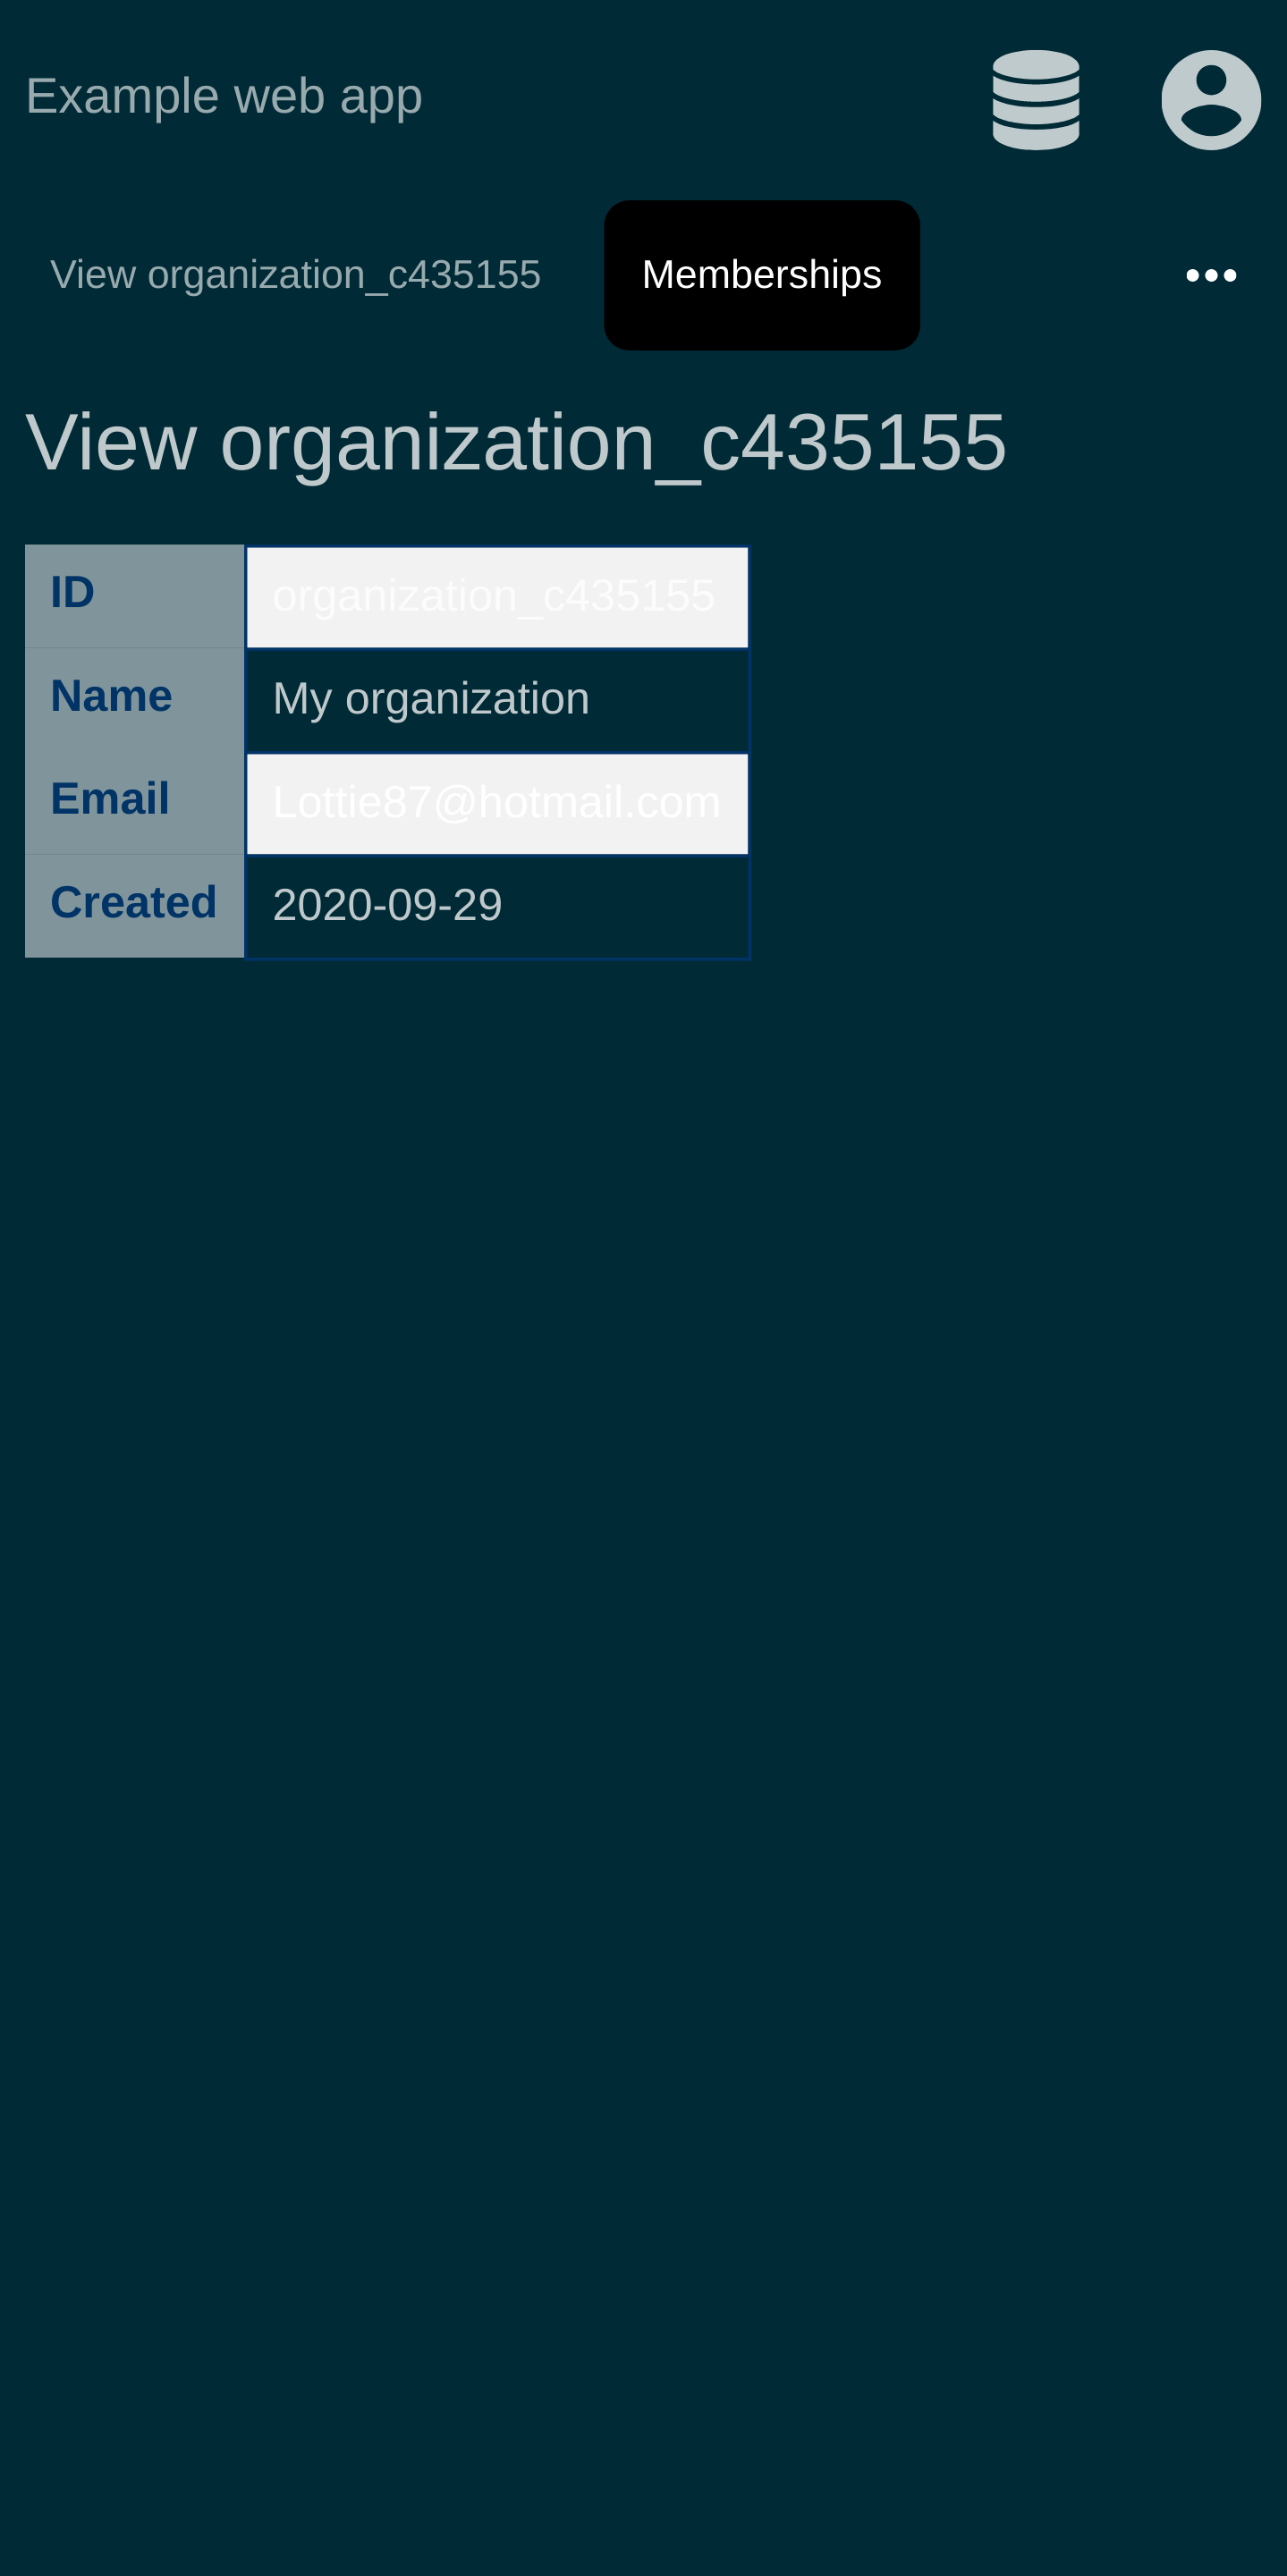 Example web app
View organization_c435155 Memberships
View organization_c435155
ID organization_c435155
Name My organization
Email Lottie87@hotmail.com
Created 2020-09-29